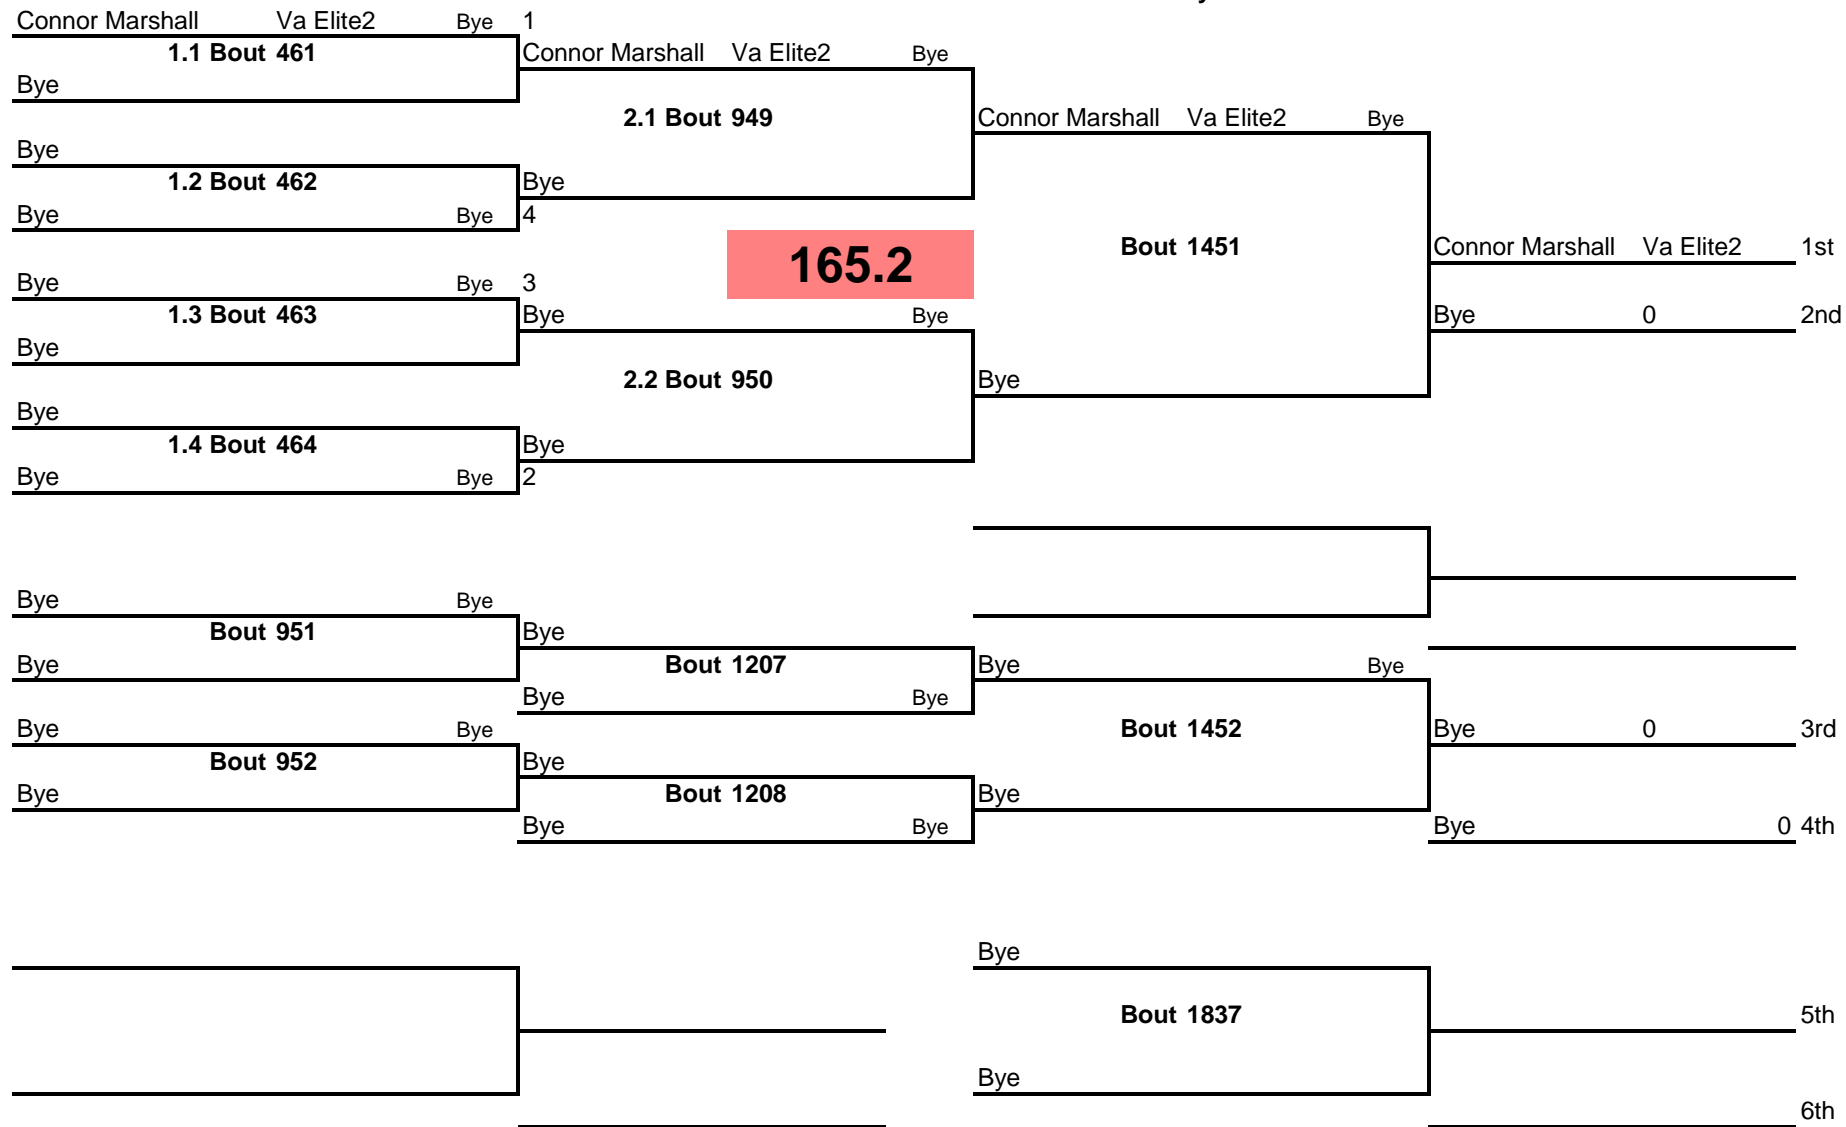 Connor Marshall Va Elite2 Bye 1
1.1 Bout 461 Connor Marshall Va Elite2 Bye
Bye
2.1 Bout 949 Connor Marshall Va Elite2 Bye
Bye
1.2 Bout 462 Bye
Bye Bye 4
165.2 Bout 1451 Connor Marshall Va Elite2 1st
Bye Bye 3
1.3 Bout 463 Bye Bye Bye 0 2nd
Bye
2.2 Bout 950 Bye
Bye
1.4 Bout 464 Bye
Bye Bye 2
Bye Bye
Bout 951 Bye
Bye Bout 1207 Bye Bye
Bye Bye
Bye Bye Bout 1452 Bye 0 3rd
Bout 952 Bye
Bye Bout 1208 Bye
Bye Bye Bye 0 4th
Bye
Bout 1837 5th
Bye
6th